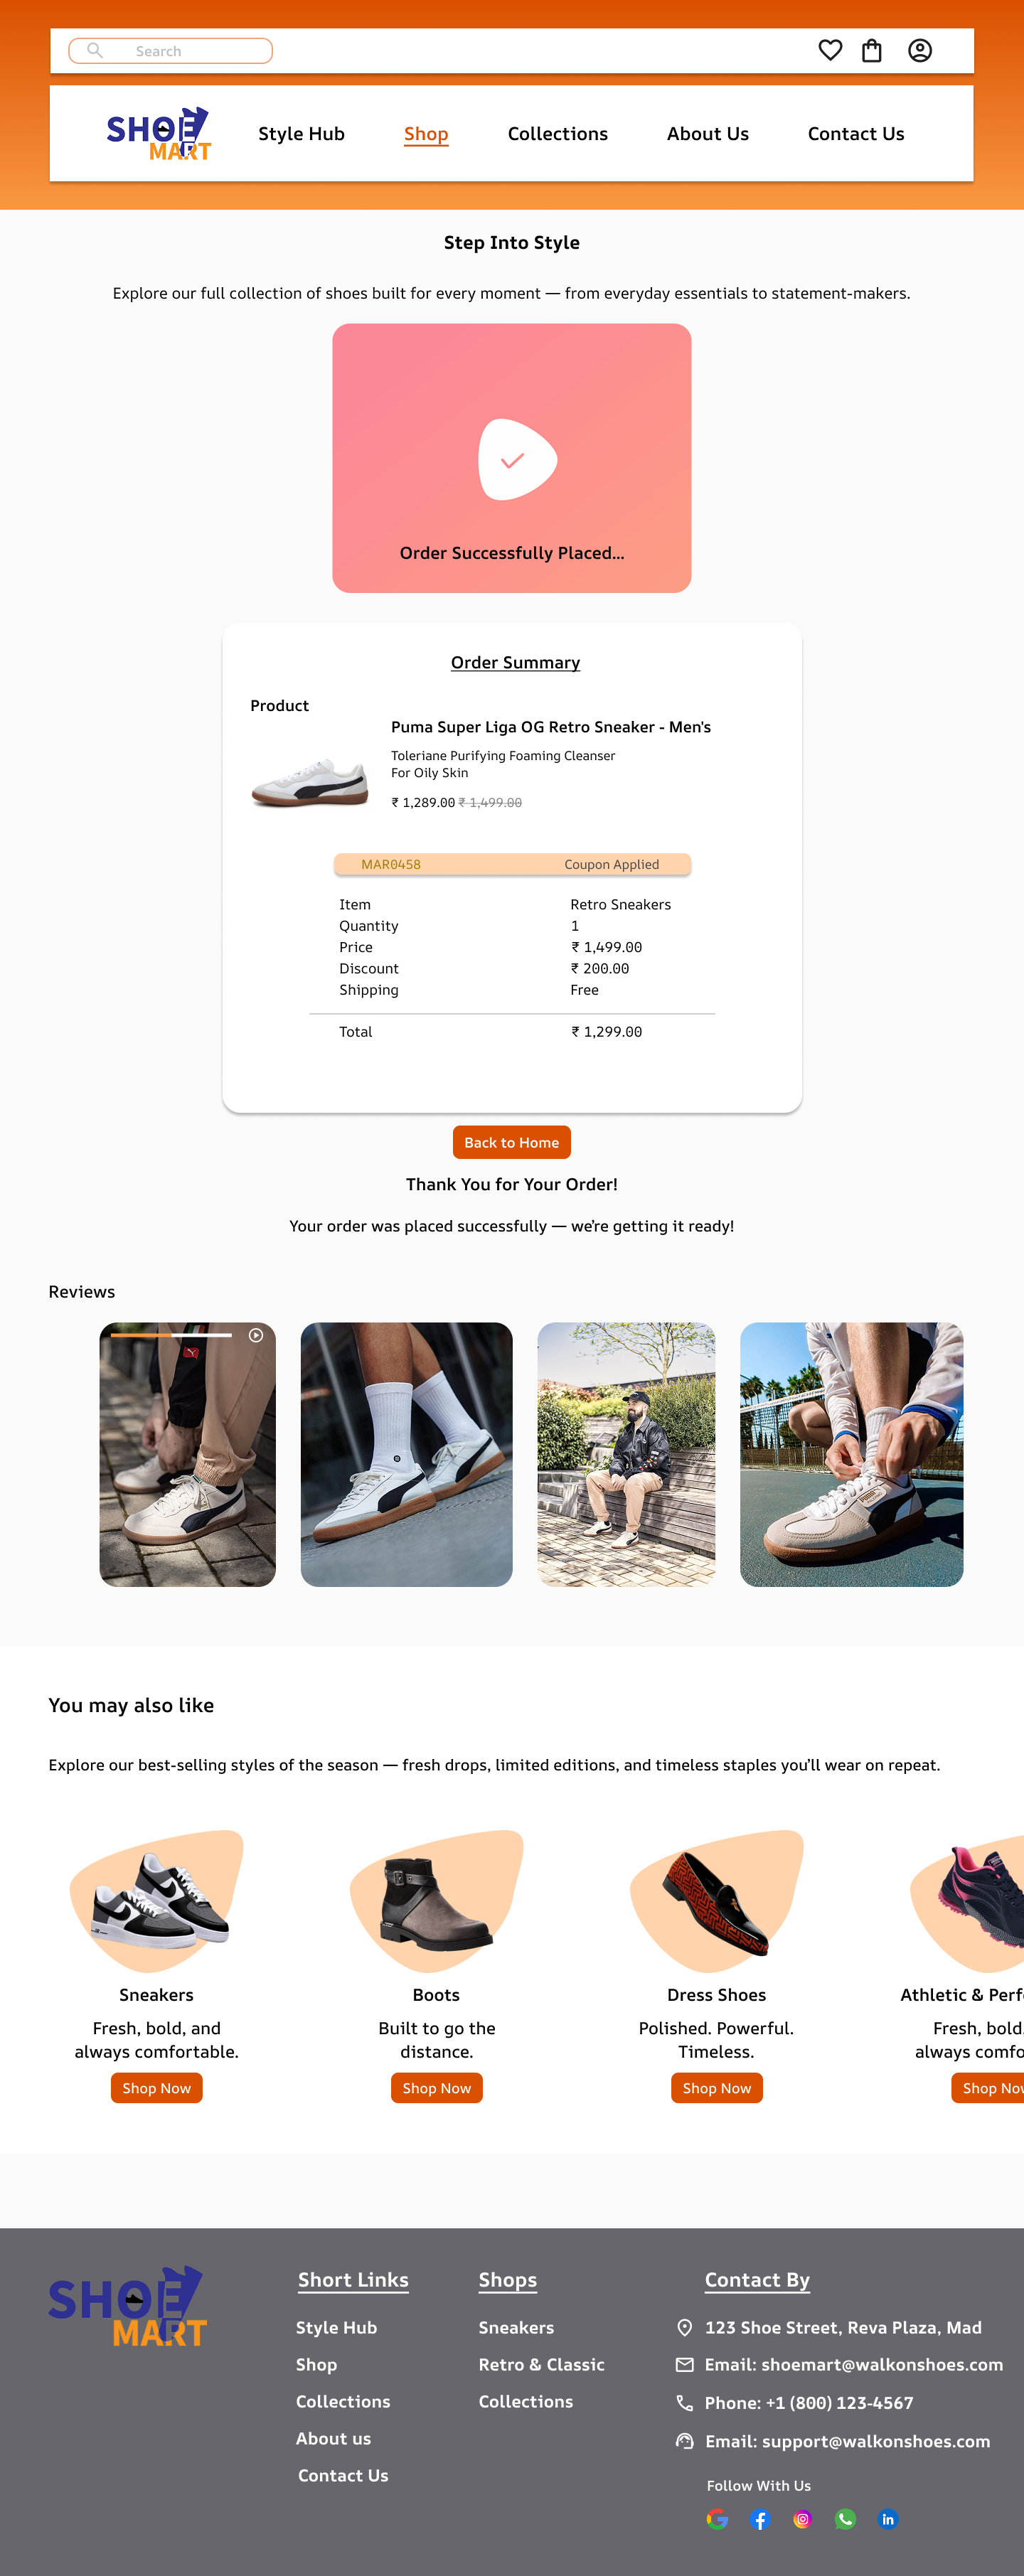 Search
SHOE
MART
Style Hub
Shop
Collections
About Us
Contact Us
Step Into Style
Explore our full collection of shoes built for every moment — from everyday essentials to statement-makers.
Order Successfully Placed...
Order Summary
Product
Puma Super Liga OG Retro Sneaker - Men's
Toleriane Purifying Foaming Cleanser
For Oily Skin
₹ 1,289.00 ₹ 1,499.00
MAR0458 Coupon Applied
Item Retro Sneakers
Quantity 1
Price ₹ 1,499.00
Discount ₹ 200.00
Shipping Free
Total ₹ 1,299.00
Back to Home
Thank You for Your Order!
Your order was placed successfully — we’re getting it ready!
Reviews
You may also like
Explore our best-selling styles of the season — fresh drops, limited editions, and timeless staples you’ll wear on repeat.
Sneakers
Fresh, bold, and
always comfortable.
Shop Now
Boots
Built to go the
distance.
Shop Now
Dress Shoes
Polished. Powerful.
Timeless.
Shop Now
Athletic & Perf
Fresh, bold,
always comfo
Shop Now
SHOE
MART
Short Links
Style Hub
Shop
Collections
About us
Contact Us
Shops
Sneakers
Retro & Classic
Collections
Contact By
123 Shoe Street, Reva Plaza, Mad
Email: shoemart@walkonshoes.com
Phone: +1 (800) 123-4567
Email: support@walkonshoes.com
Follow With Us
in